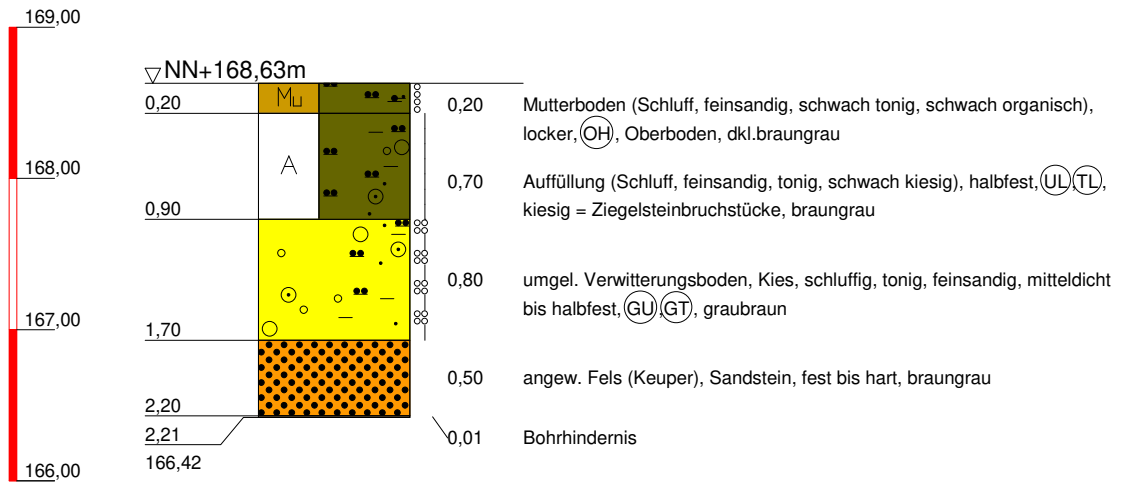 169,00
▽ NN+168,63m
0,20
Mu
0,20 Mutterboden (Schluff, feinsandig, schwach tonig, schwach organisch),
locker, OH, Oberboden, dkl.braungrau
168,00
A
0,90
0,70 Auffüllung (Schluff, feinsandig, tonig, schwach kiesig), halbfest, UL, TL,
kiesig = Ziegelsteinbruchstücke, braungrau
0,80 umgel. Verwitterungsboden, Kies, schluffig, tonig, feinsandig, mitteldicht
bis halbfest, GU, GT, graubraun
167,00
1,70
0,50 angew. Fels (Keuper), Sandstein, fest bis hart, braungrau
2,20
2,21
0,01 Bohrhindernis
166,42
166,00